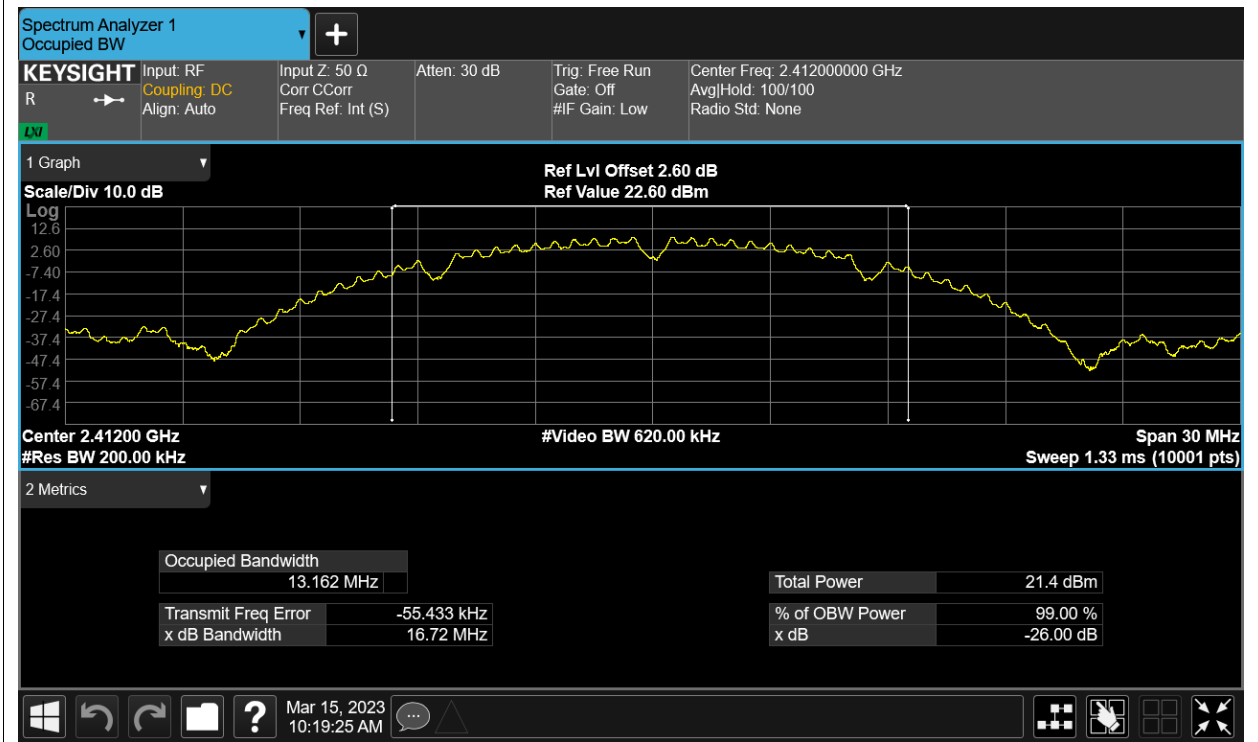 Spectrum Analyzer 1
Occupied BW
KEYSIGHT
R
LXI
Input: RF
Coupling: DC
Align: Auto
Input Z: 50 Ω
Corr CCorr
Freq Ref: Int (S)
Atten: 30 dB
Trig: Free Run
Gate: Off
#IF Gain: Low
Center Freq: 2.412000000 GHz
Avg|Hold: 100/100
Radio Std: None
1 Graph
Scale/Div 10.0 dB
Ref Lvl Offset 2.60 dB
Ref Value 22.60 dBm
Log
12.6
2.60
-7.40
-17.4
-27.4
-37.4
-47.4
-57.4
-67.4
Center 2.41200 GHz
#Res BW 200.00 kHz
#Video BW 620.00 kHz
Span 30 MHz
Sweep 1.33 ms (10001 pts)
2 Metrics
Occupied Bandwidth
13.162 MHz
Transmit Freq Error -55.433 kHz
x dB Bandwidth 16.72 MHz
Total Power 21.4 dBm
% of OBW Power 99.00 %
x dB -26.00 dB
?
Mar 15, 2023
10:19:25 AM